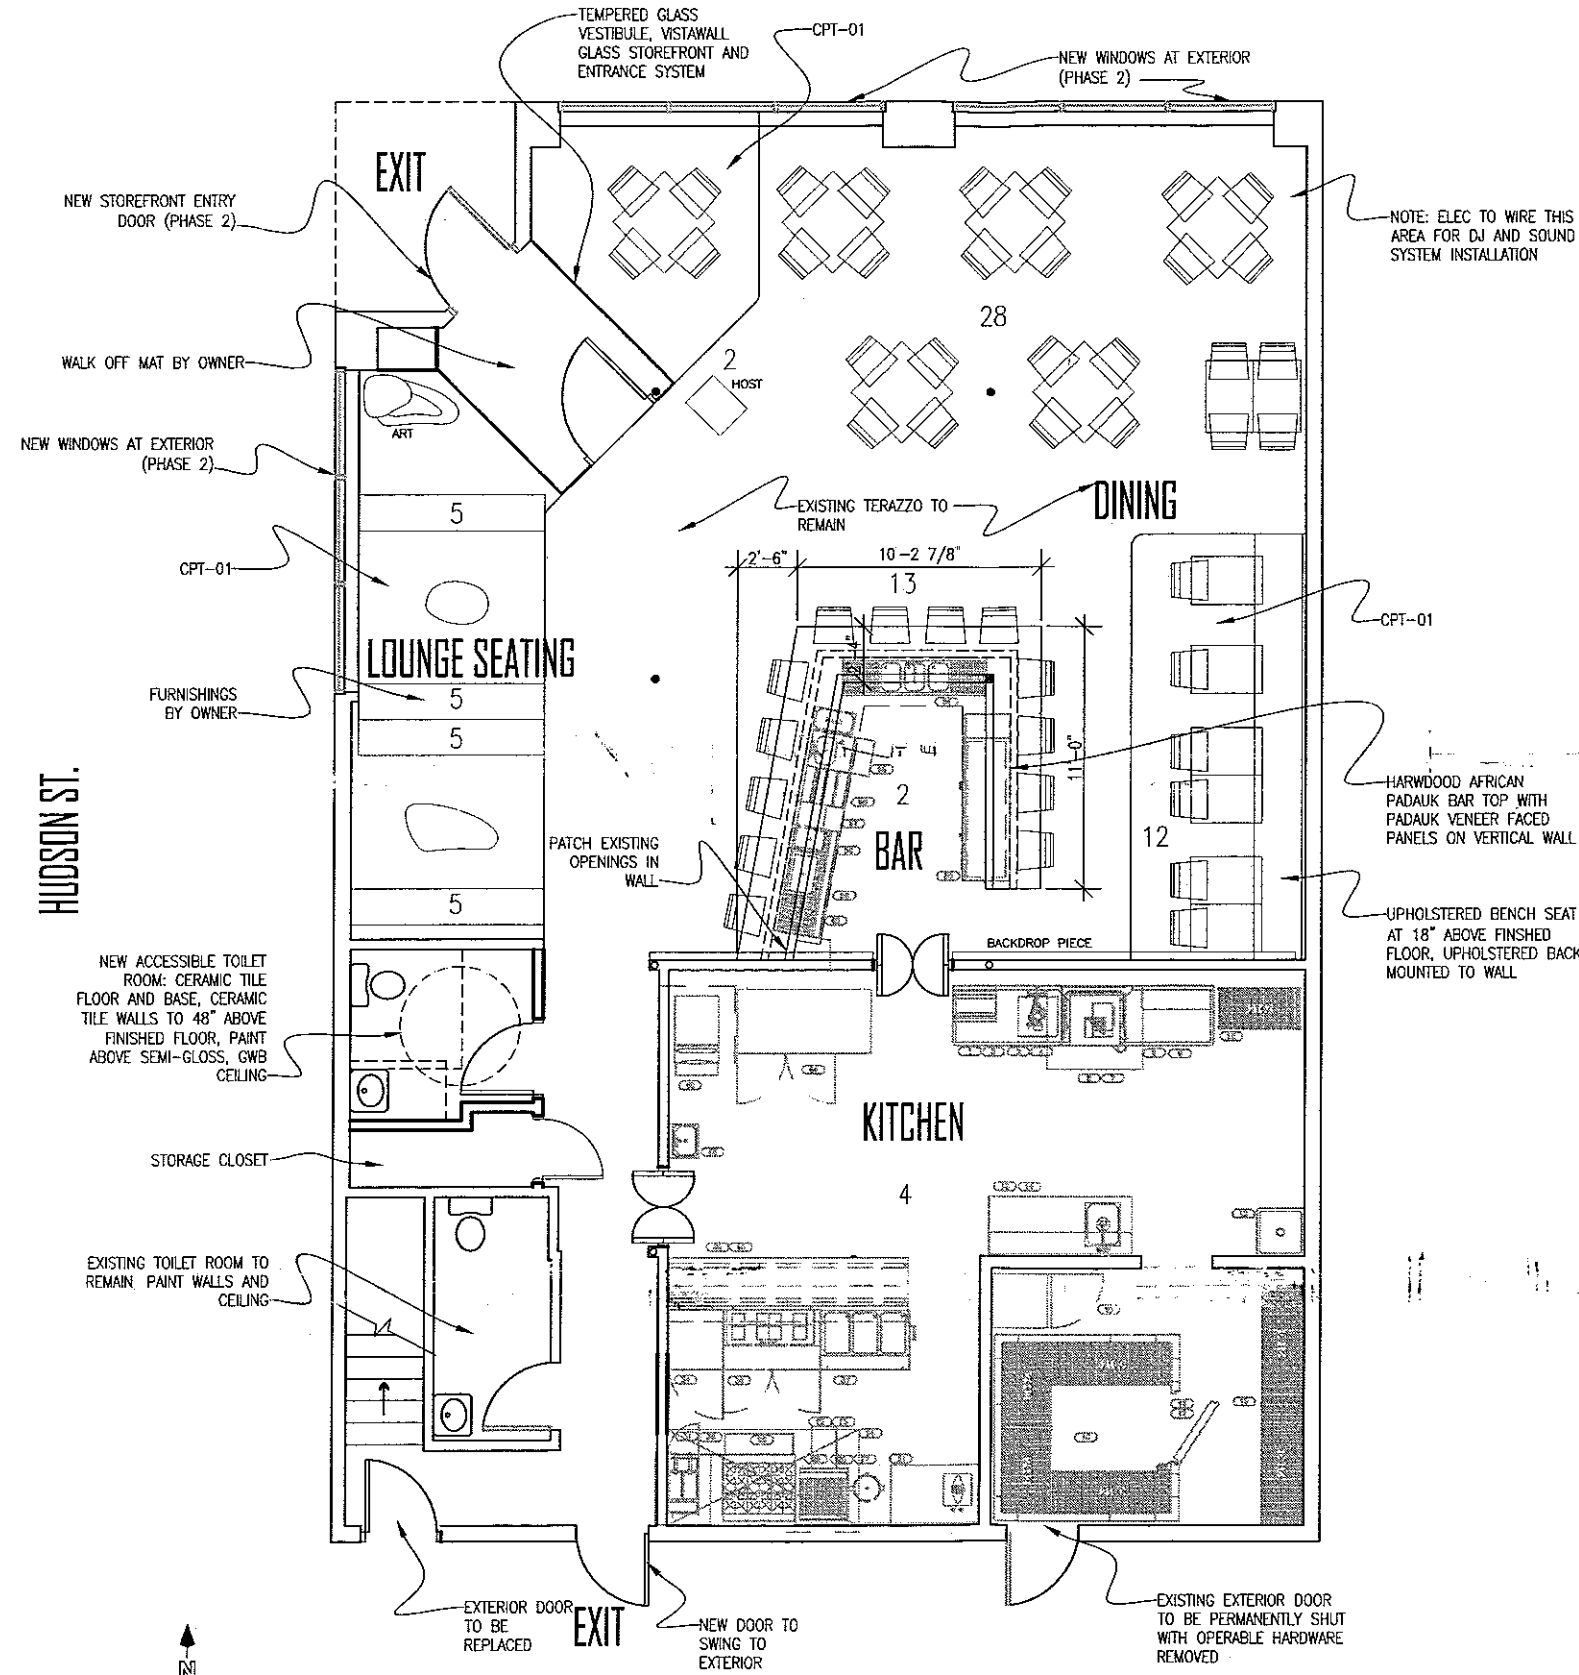 TEMPERED GLASS
VESTIBULE, VISTAWALL
GLASS STOREFRONT AND
ENTRANCE SYSTEM
CPT-01
NEW WINDOWS AT EXTERIOR
(PHASE 2)
EXIT
NEW STOREFRONT ENTRY
DOOR (PHASE 2)
NOTE: ELEC TO WIRE THIS
AREA FOR DJ AND SOUND
SYSTEM INSTALLATION
28
WALK OFF MAT BY OWNER
2
HOST
ART
NEW WINDOWS AT EXTERIOR
(PHASE 2)
DINING
EXISTING TERAZZO TO
REMAIN
5
2'-6"
10-2 7/8"
13
CPT-01
CPT-01
LOUNGE SEATING
2'-4"
FURNISHINGS
BY OWNER
5
5
11'-0"
HUDSON ST.
HARWDOOD AFRICAN
PADAUK BAR TOP WITH
PADAUK VENEER FACED
PANELS ON VERTICAL WALL
2
BAR
12
PATCH EXISTING
OPENINGS IN
WALL
5
UPHOLSTERED BENCH SEAT
AT 18" ABOVE FINSHED
FLOOR, UPHOLSTERED BACK
MOUNTED TO WALL
BACKDROP PIECE
NEW ACCESSIBLE TOILET
ROOM: CERAMIC TILE
FLOOR AND BASE, CERAMIC
TILE WALLS TO 48" ABOVE
FINISHED FLOOR, PAINT
ABOVE SEMI-GLOSS, GWB
CEILING
KITCHEN
STORAGE CLOSET
4
EXISTING TOILET ROOM TO
REMAIN PAINT WALLS AND
CEILING
EXTERIOR DOOR
TO BE
REPLACED
EXIT
NEW DOOR TO
SWING TO
EXTERIOR
EXISTING EXTERIOR DOOR
TO BE PERMANENTLY SHUT
WITH OPERABLE HARDWARE
REMOVED
N